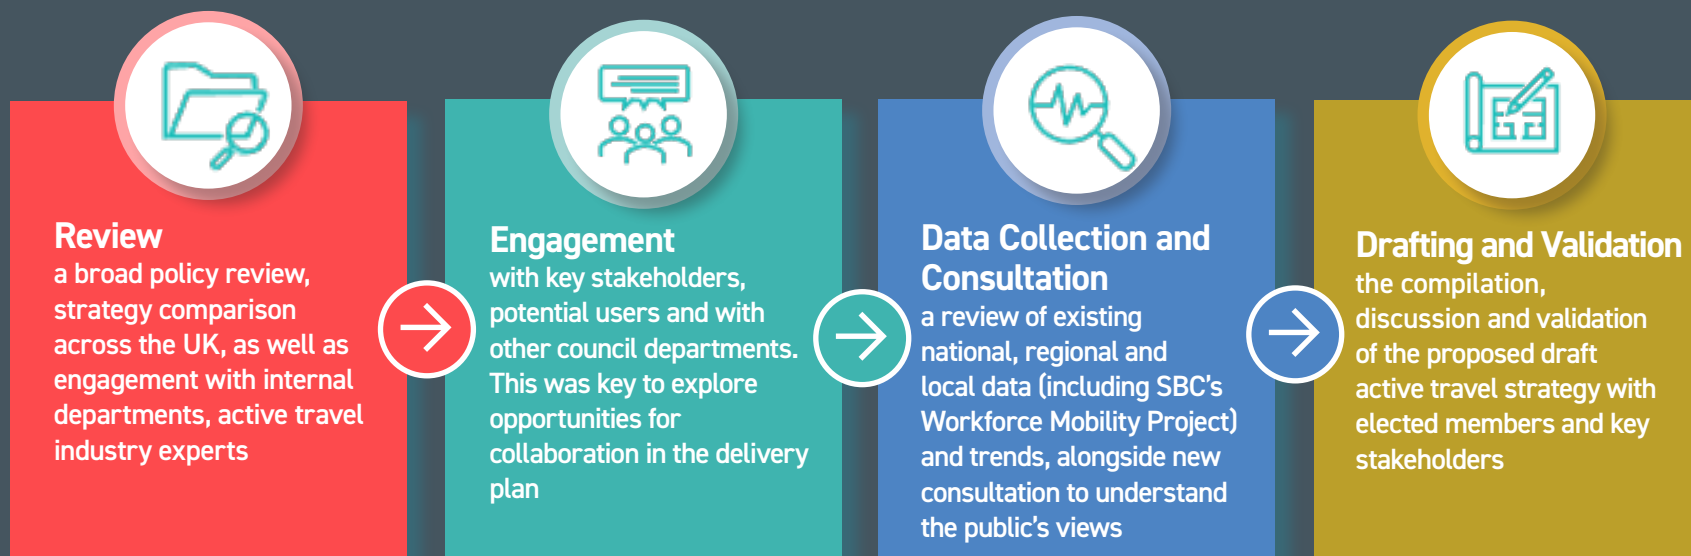 Review
a broad policy review,
strategy comparison
across the UK, as well as
engagement with internal
departments, active travel
industry experts
Engagement
with key stakeholders,
potential users and with
other council departments.
This was key to explore
opportunities for
collaboration in the delivery
plan
Data Collection and
Consultation
a review of existing
national, regional and
local data (including SBC's
Workforce Mobility Project)
and trends, alongside new
consultation to understand
the public's views
Drafting and Validation
the compilation,
discussion and validation
of the proposed draft
active travel strategy with
elected members and key
stakeholders